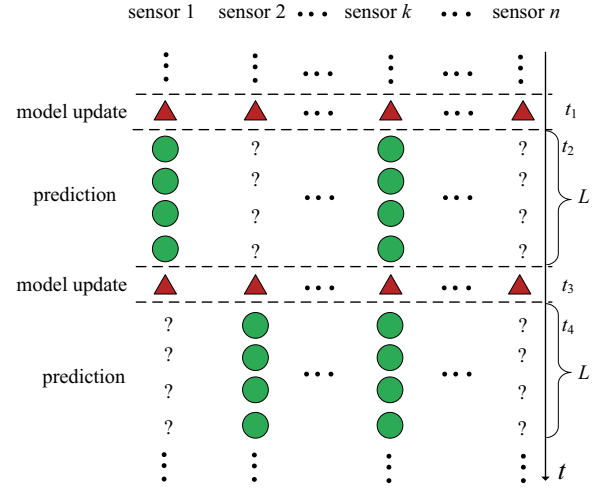 sensor 1 sensor 2 ••• sensor k ••• sensor n
model update t₁
? ? t₂
? ?
prediction L
? ?
? ?
model update t₃
? ? t₄
? ?
prediction L
? ?
? ?
t